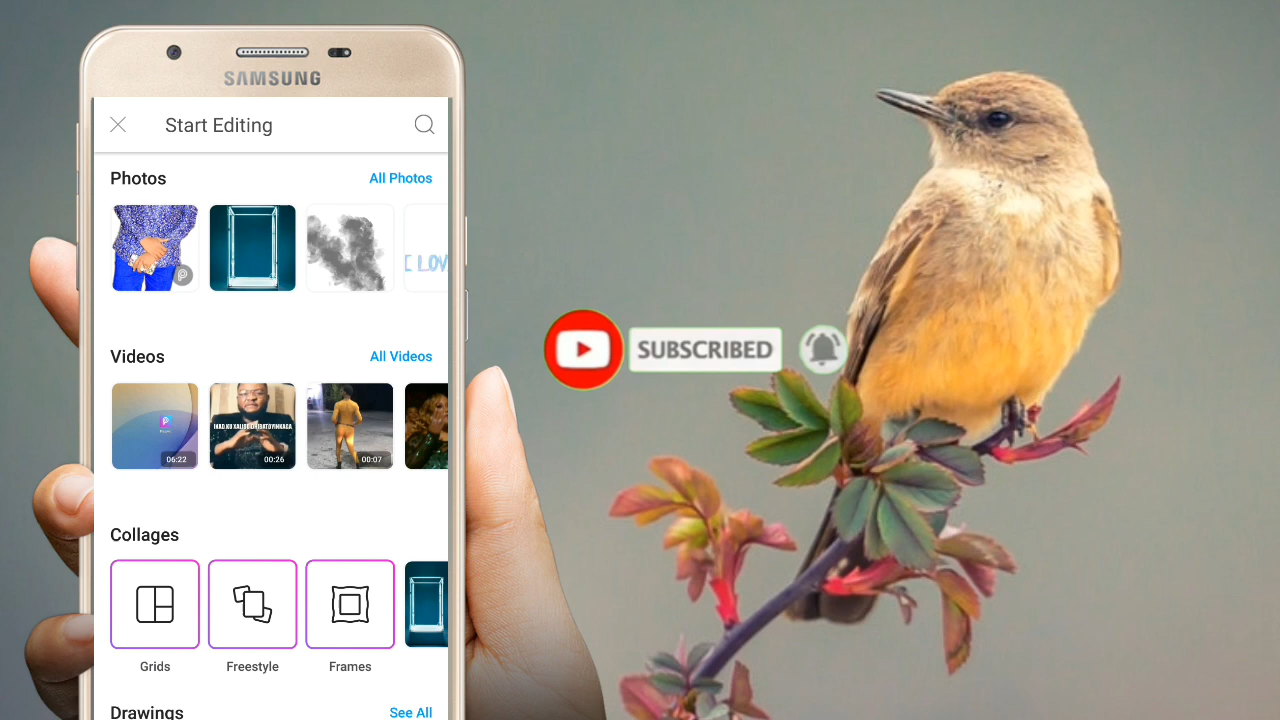 SAMSUNG
Start Editing
Photos
All Photos
LOV
Videos
All Videos
06:22
00:26
00:07
Collages
Grids
Freestyle
Frames
Drawings
See All
SUBSCRIBED